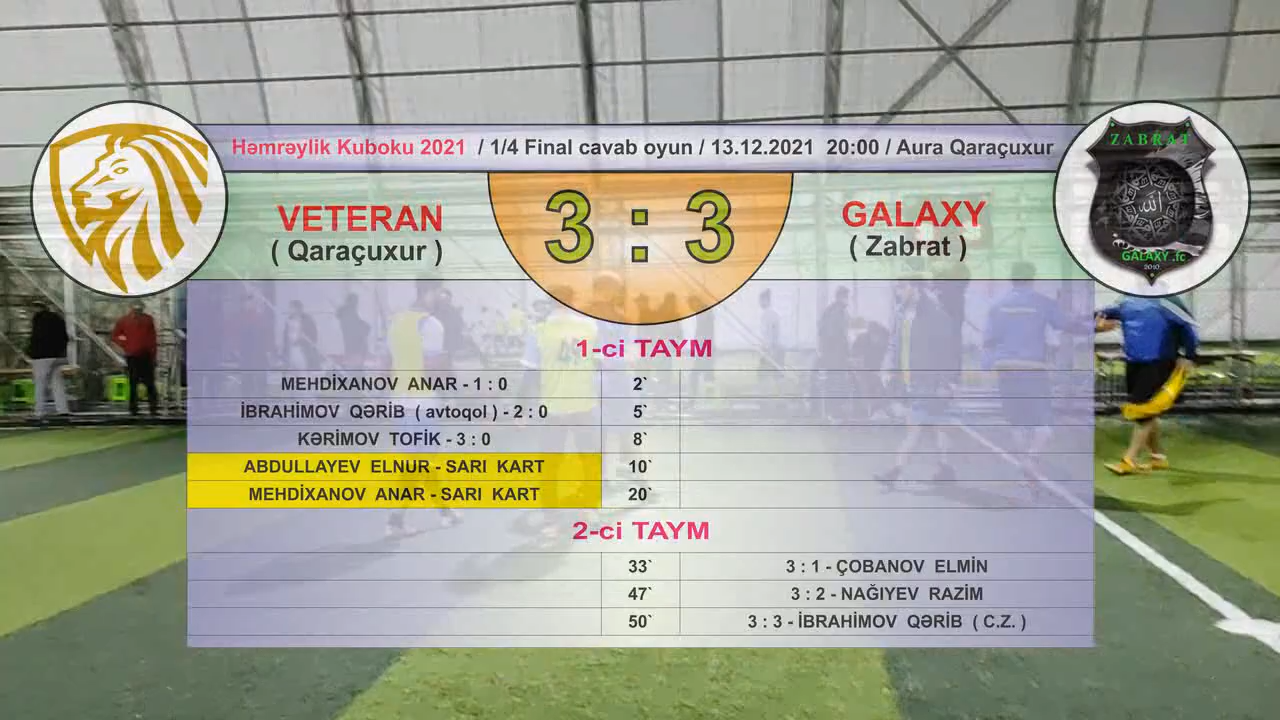 Həmrəylik Kuboku 2021 / 1/4 Final cavab oyun / 13.12.2021 20:00 / Aura Qaraçuxur
VETERAN
( Qaraçuxur )
3 : 3
GALAXY
( Zabrat )
ZABRAT
الله
GALAXY .fc
2010
1-ci TAYM
MEHDİXANOV ANAR - 1 : 0 2`
İBRAHİMOV QƏRİB ( avtoqol ) - 2 : 0 5`
KƏRİMOV TOFİK - 3 : 0 8`
ABDULLAYEV ELNUR - SARI KART 10`
MEHDİXANOV ANAR - SARI KART 20`
2-ci TAYM
33` 3 : 1 - ÇOBANOV ELMİN
47` 3 : 2 - NAĞIYEV RAZİM
50` 3 : 3 - İBRAHİMOV QƏRİB ( C.Z. )